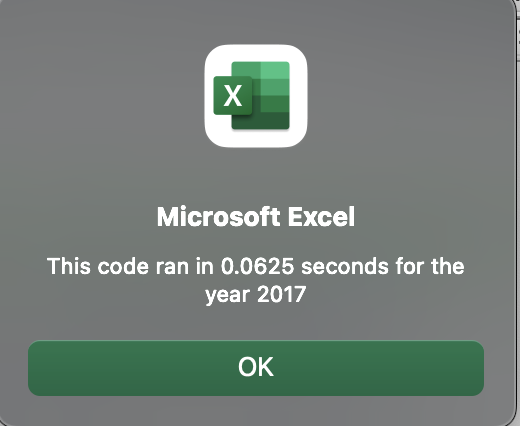 X
Microsoft Excel
This code ran in 0.0625 seconds for the
year 2017
OK